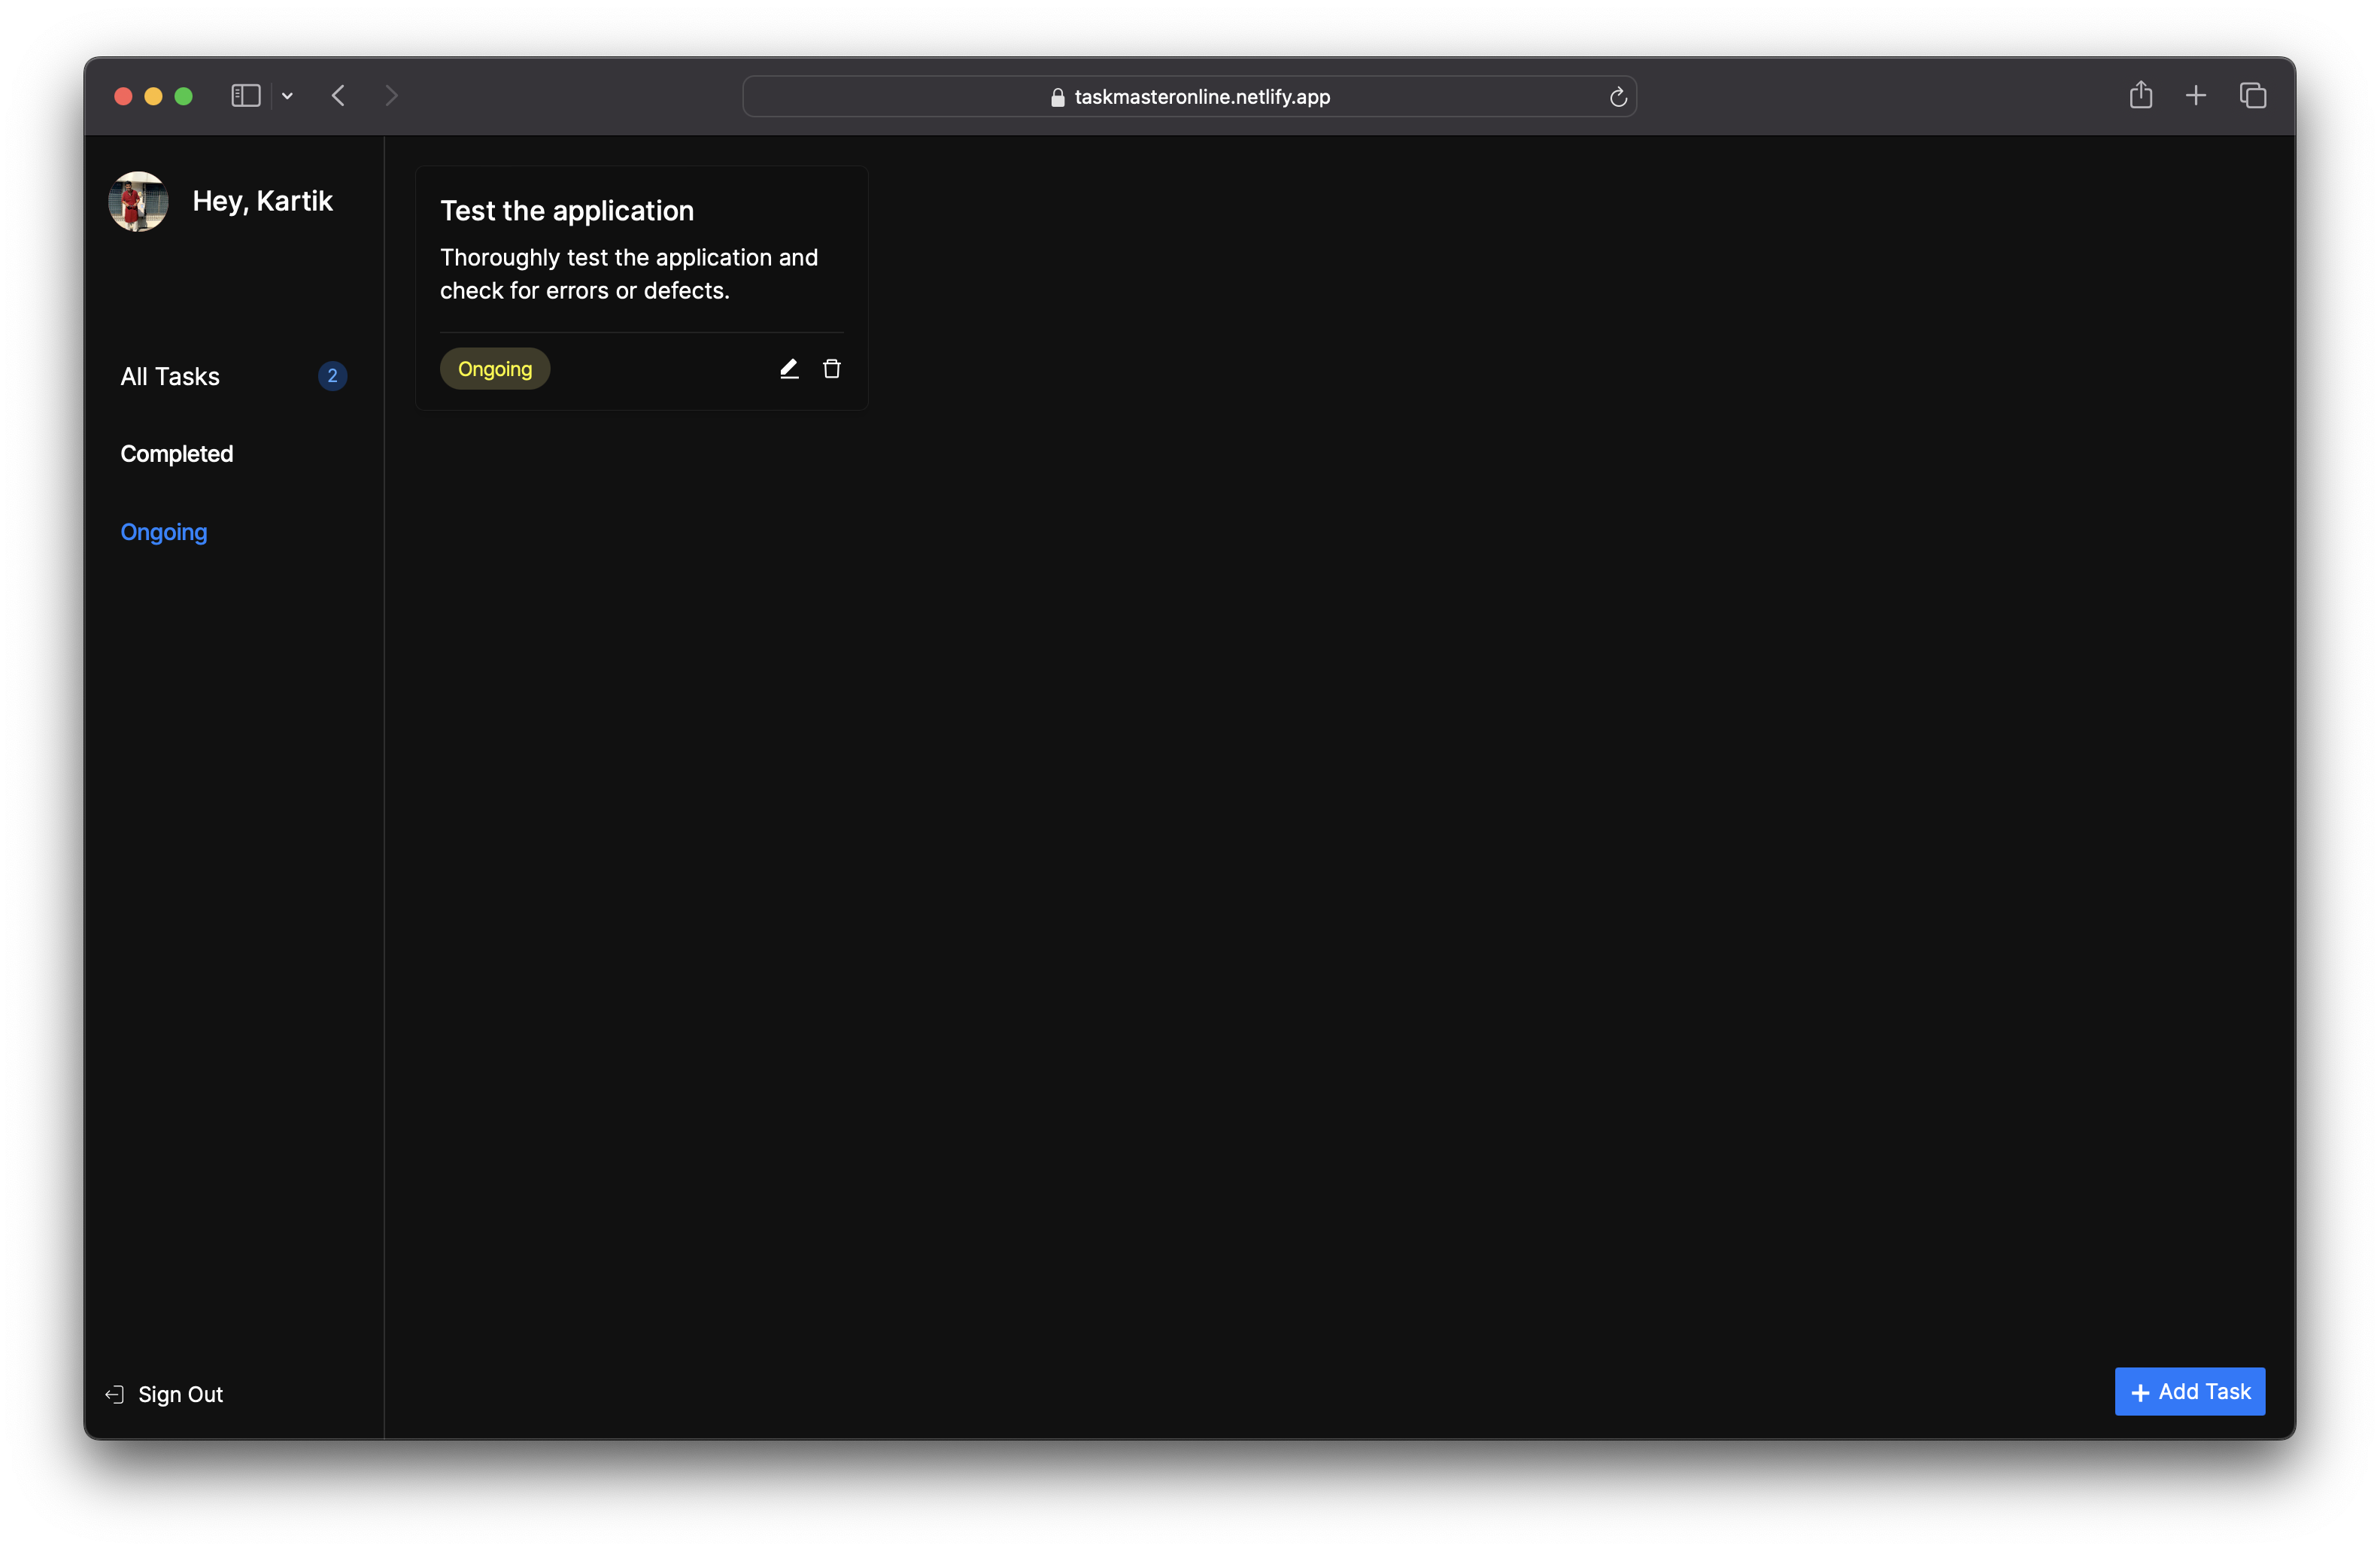 taskmasteronline.netlify.app
Hey, Kartik
All Tasks 2
Completed
Ongoing
Sign Out
Test the application
Thoroughly test the application and
check for errors or defects.
Ongoing
Add Task